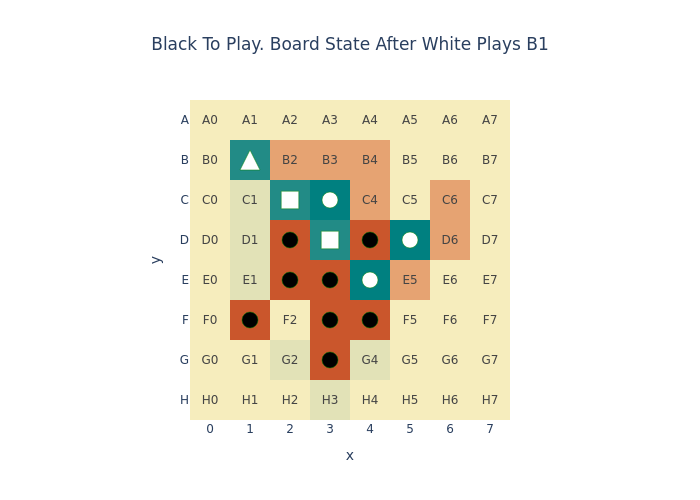 Black To Play. Board State After White Plays B1
A A0 A1 A2 A3 A4 A5 A6 A7
B B0 B2 B3 B4 B5 B6 B7
C C0 C1 C4 C5 C6 C7
D D0 D1 D6 D7
E E0 E1 E5 E6 E7
F F0 F2 F5 F6 F7
G G0 G1 G2 G4 G5 G6 G7
H H0 H1 H2 H3 H4 H5 H6 H7
0 1 2 3 4 5 6 7
x
y